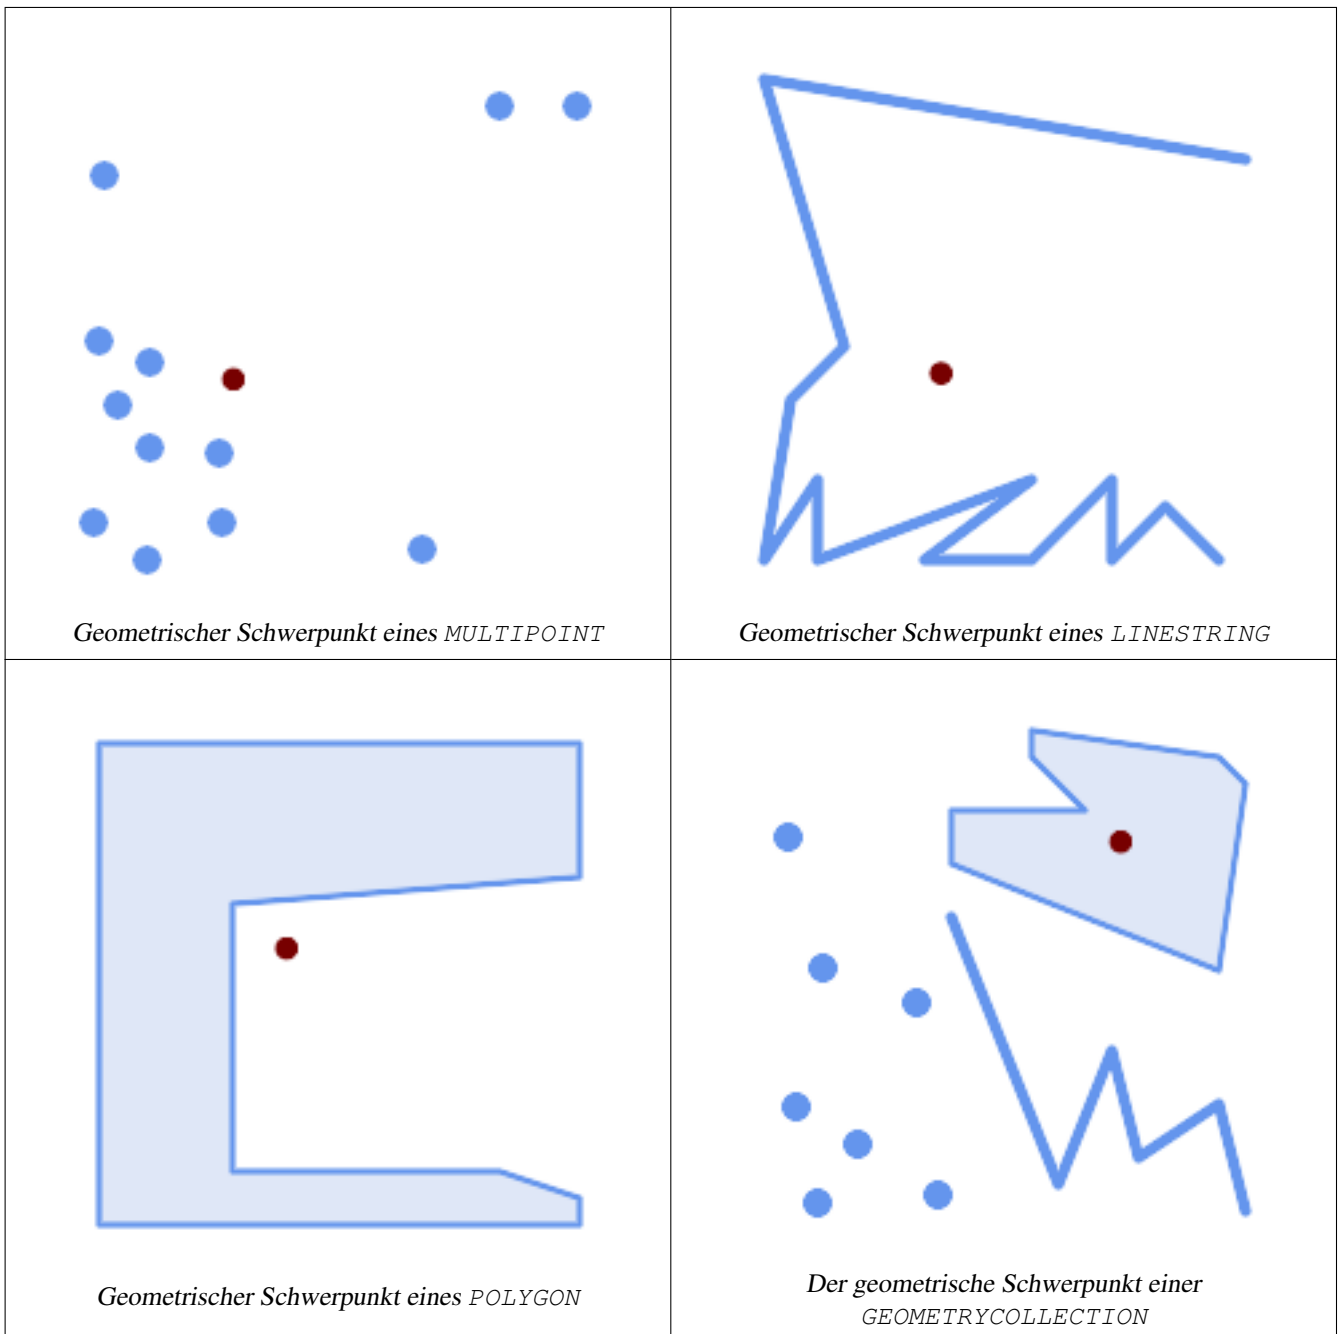 Geometrischer Schwerpunkt eines MULTIPOINT
Geometrischer Schwerpunkt eines LINESTRING
Geometrischer Schwerpunkt eines POLYGON
Der geometrische Schwerpunkt einer
GEOMETRYCOLLECTION